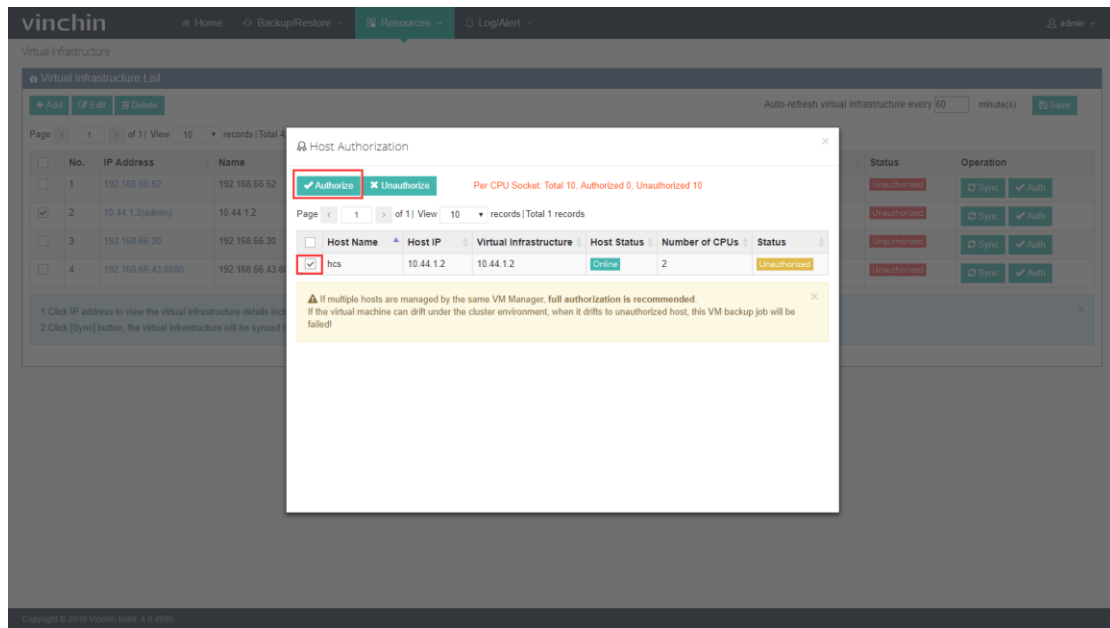 vinchin Home Backup/Restore Resources Log/Alert admin
Virtual Infrastructure
Virtual Infrastructure List
Add Edit Delete Auto-refresh virtual infrastructure every 60 minute(s) Save
Page < 1 > of 1| View 10 records | Total 4
No. IP Address Name Status Operation
1 192.168.66.52 192.168.66.52 Unauthorized Sync Auth
2 10.44.1.2(admin) 10.44.1.2 Unauthorized Sync Auth
3 192.168.66.30 192.168.66.30 Unauthorized Sync Auth
4 192.168.66.43:8080 192.168.66.43:80 Unauthorized Sync Auth
1.Click IP address to view the virtual infrastructure details
2.Click [Sync] button, the virtual infrastructure will be synced
Host Authorization
Authorize Unauthorize Per CPU Socket: Total 10, Authorized 0, Unauthorized 10
Page < 1 > of 1| View 10 records | Total 1 records
Host Name Host IP Virtual Infrastructure Host Status Number of CPUs Status
hcs 10.44.1.2 10.44.1.2 Online 2 Unauthorized
If multiple hosts are managed by the same VM Manager, full authorization is recommended.
If the virtual machine can drift under the cluster environment, when it drifts to unauthorized host, this VM backup job will be
failed!
Copyright © 2018 Vinchin build: 4.0.4899